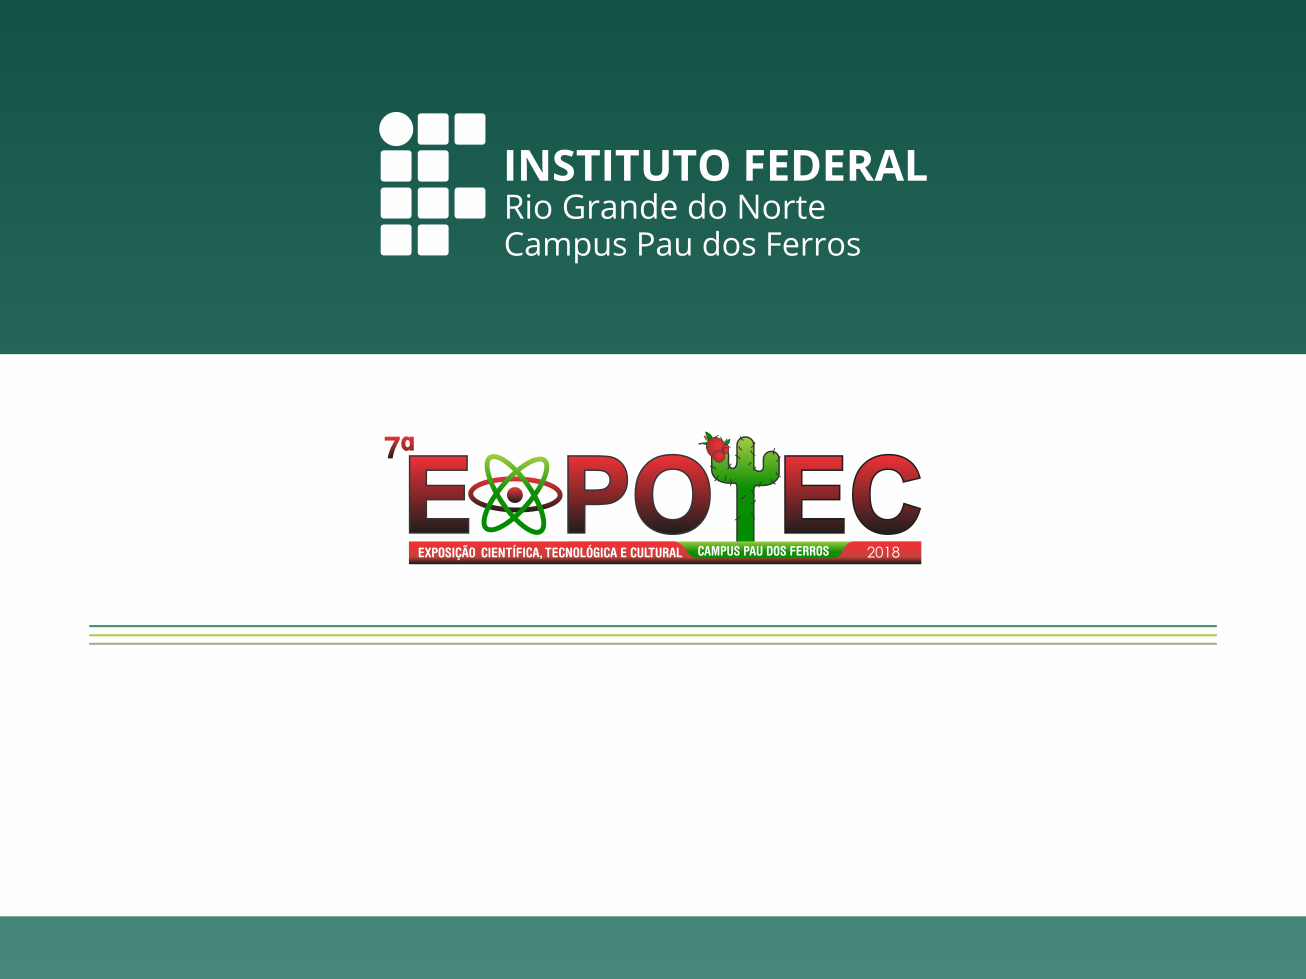 INSTITUTO FEDERAL
Rio Grande do Norte
Campus Pau dos Ferros
7ª EXPOTEC
EXPOSIÇÃO CIENTÍFICA, TECNOLÓGICA E CULTURAL CAMPUS PAU DOS FERROS 2018